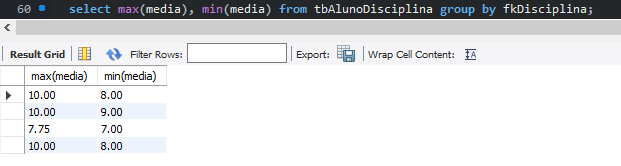 60 select max(media), min(media) from tbAlunoDisciplina group by fkDisciplina;
Result Grid Filter Rows: Export: Wrap Cell Content:
max(media) min(media)
10.00 8.00
10.00 9.00
7.75 7.00
10.00 8.00